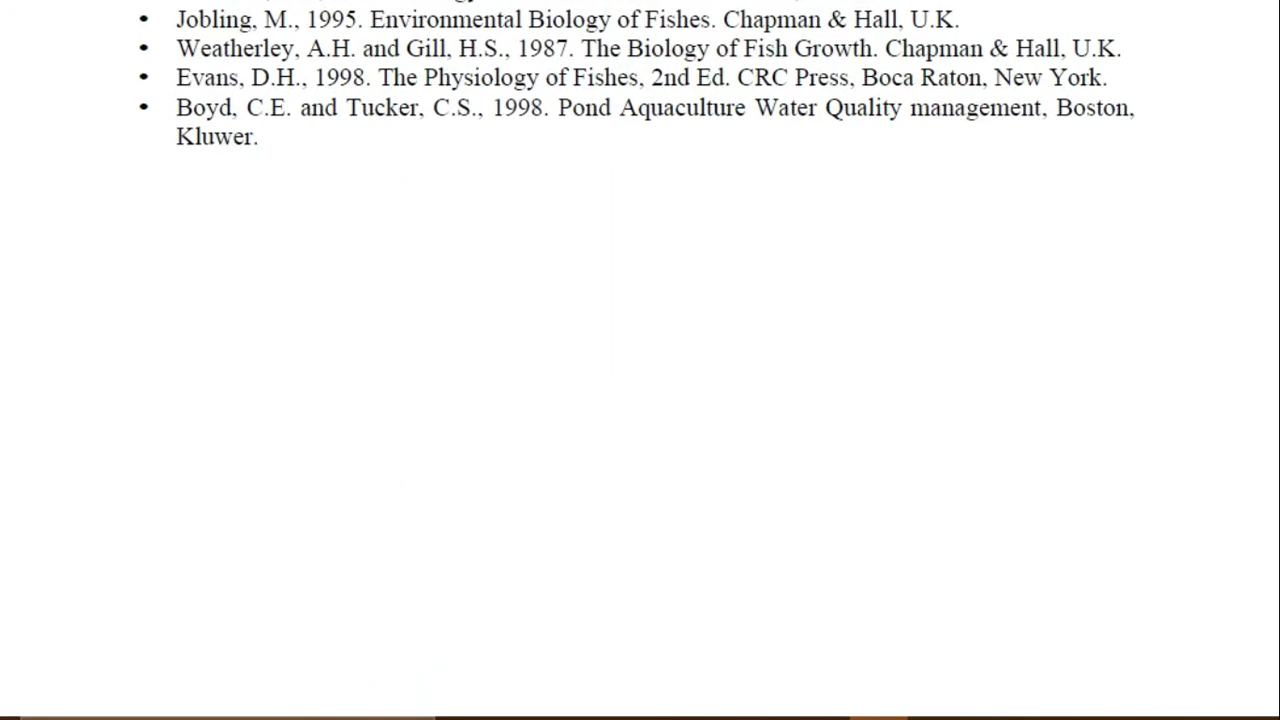 • Jobling, M., 1995. Environmental Biology of Fishes. Chapman & Hall, U.K.
• Weatherley, A.H. and Gill, H.S., 1987. The Biology of Fish Growth. Chapman & Hall, U.K.
• Evans, D.H., 1998. The Physiology of Fishes, 2nd Ed. CRC Press, Boca Raton, New York.
• Boyd, C.E. and Tucker, C.S., 1998. Pond Aquaculture Water Quality management, Boston,
Kluwer.